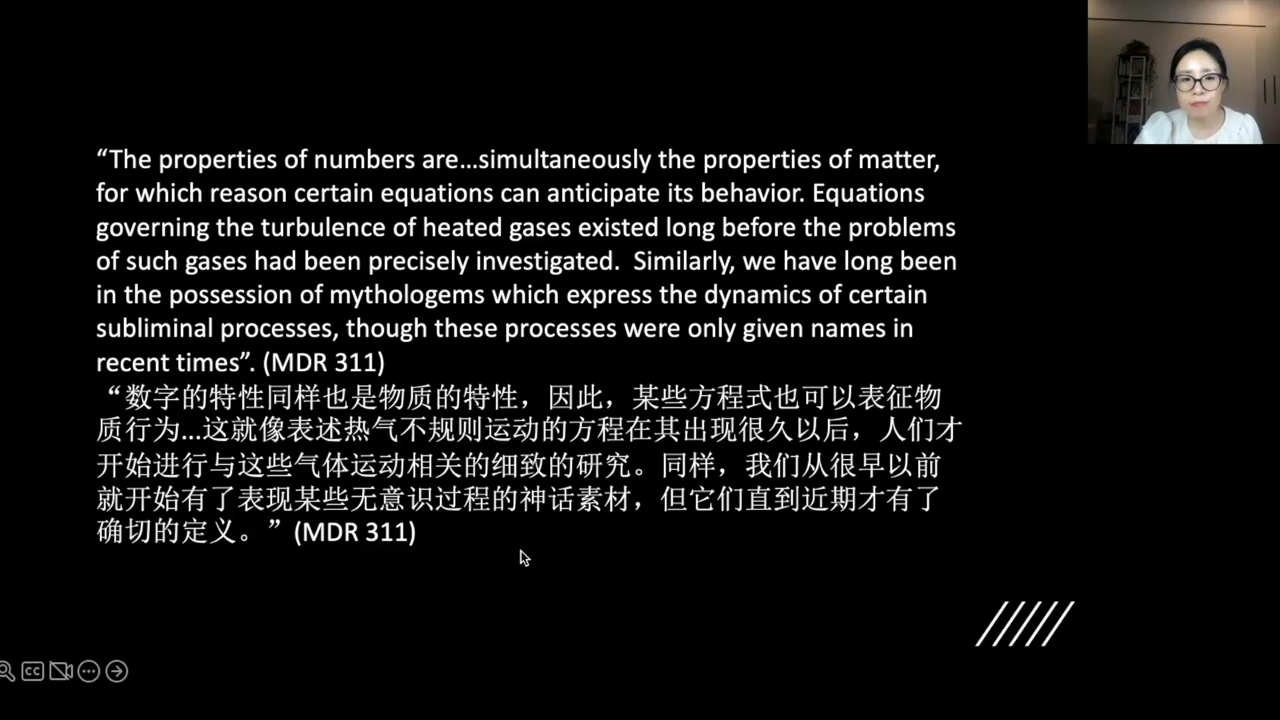 “The properties of numbers are...simultaneously the properties of matter,
for which reason certain equations can anticipate its behavior. Equations
governing the turbulence of heated gases existed long before the problems
of such gases had been precisely investigated.  Similarly, we have long been
in the possession of mythologems which express the dynamics of certain
subliminal processes, though these processes were only given names in
recent times”. (MDR 311)
“数字的特性同样也是物质的特性，因此，某些方程式也可以表征物
质行为...这就像表述热气不规则运动的方程在其出现很久以后，人们才
开始进行与这些气体运动相关的细致的研究。同样，我们从很早以前
就开始有了表现某些无意识过程的神话素材，但它们直到近期才有了
确切的定义。” (MDR 311)
CC